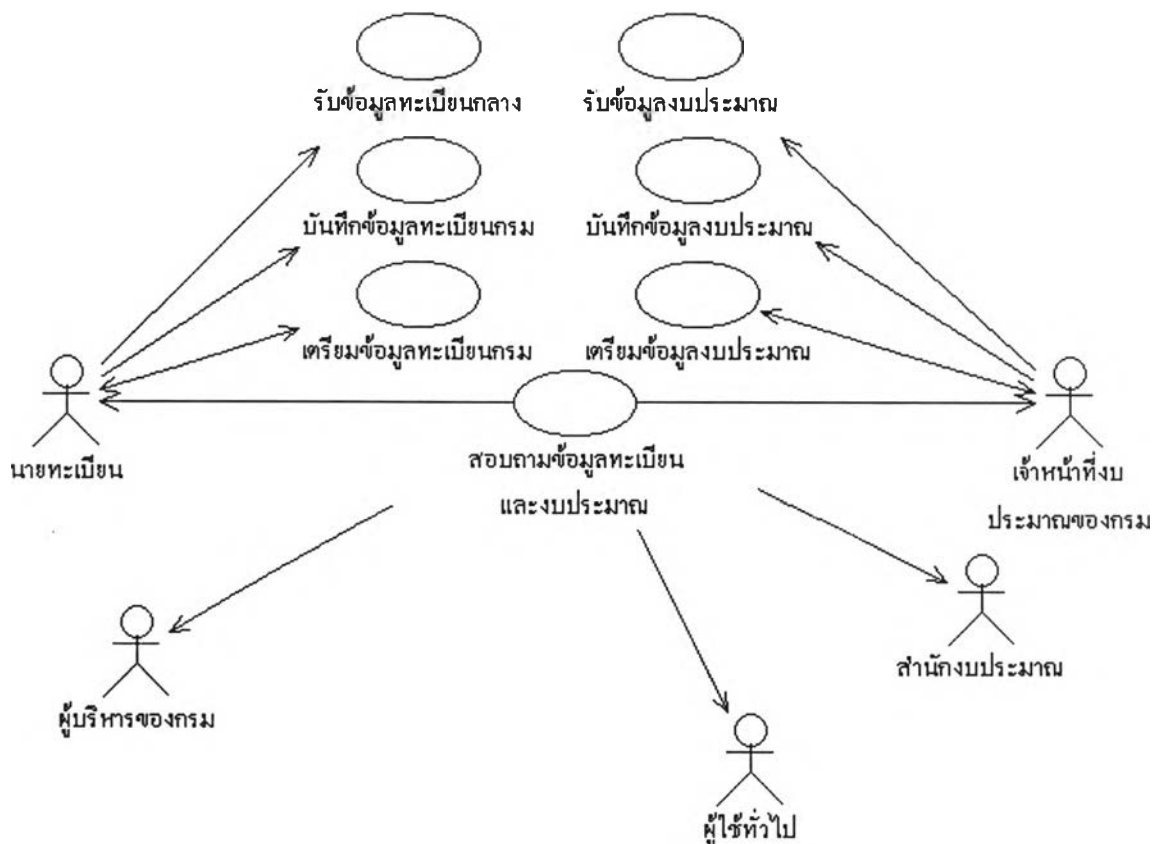 รับข้อมูลทะเบียนกลาง
รับข้อมูลงบประมาณ
บันทึกข้อมูลทะเบียนกรม
บันทึกข้อมูลงบประมาณ
เตรียมข้อมูลทะเบียนกรม
เตรียมข้อมูลงบประมาณ
นายทะเบียน
สอบถามข้อมูลทะเบียน
และงบประมาณ
เจ้าหน้าที่งบ
ประมาณของกรม
สำนักงบประมาณ
ผู้บริหารของกรม
ผู้ใช้ทั่วไป